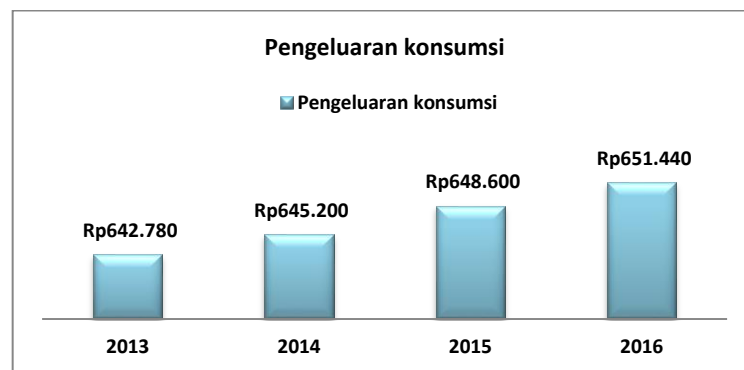 Pengeluaran konsumsi
Pengeluaran konsumsi
Rp642.780
Rp645.200
Rp648.600
Rp651.440
2013 2014 2015 2016